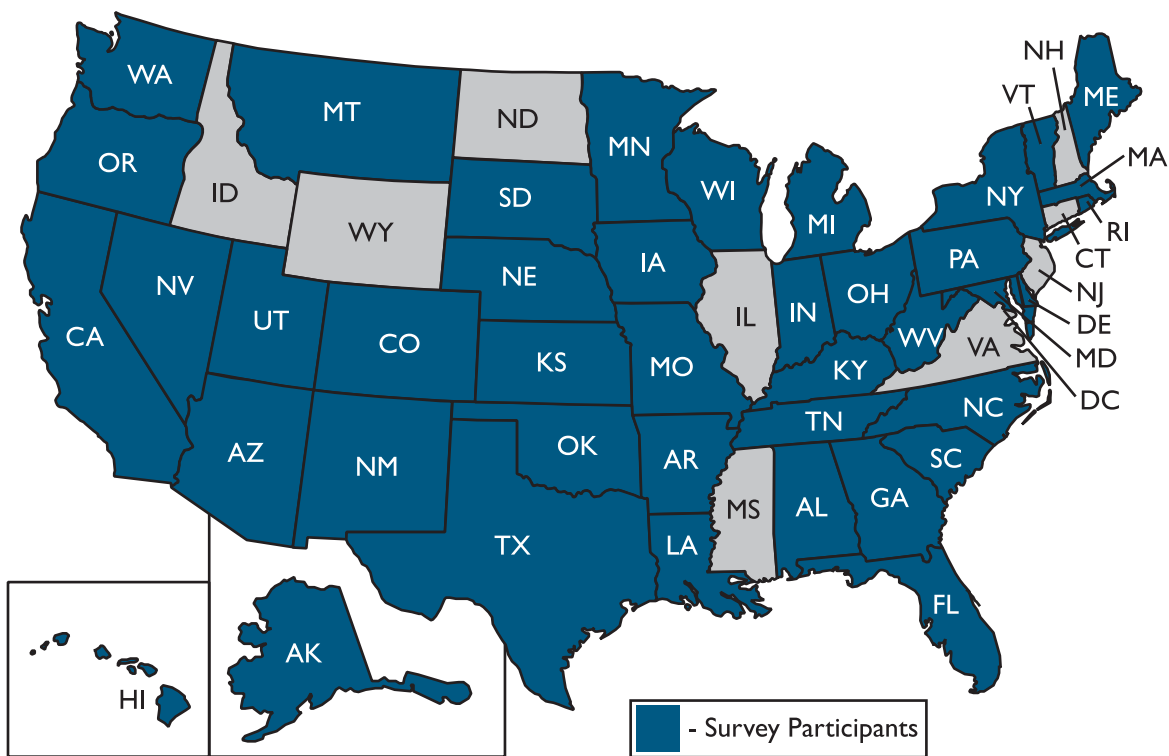 NH
WA
VT
ME
MT
ND
MN
OR
MA
WI
ID
SD
NY
MI
WY
RI
CT
IA
PA
NE
NJ
NV
OH
IL
IN
DE
UT
CA
CO
WV
VA
MD
KS
MO
KY
DC
NC
TN
OK
AZ
AR
SC
NM
MS
AL
GA
TX
LA
FL
AK
HI
- Survey Participants